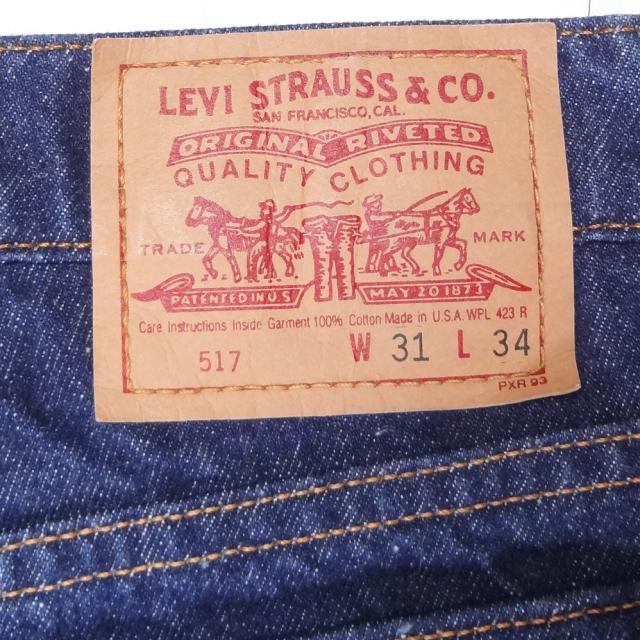 LEVI STRAUSS & CO.
SAN FRANCISCO, CAL.
ORIGINAL RIVETED
QUALITY CLOTHING
TRADE MARK
PATENTED IN U.S. MAY 20 1873
Care Instructions Inside Garment 100% Cotton Made in U.S.A. WPL 423 R
517 W 31 L 34
PXR 93